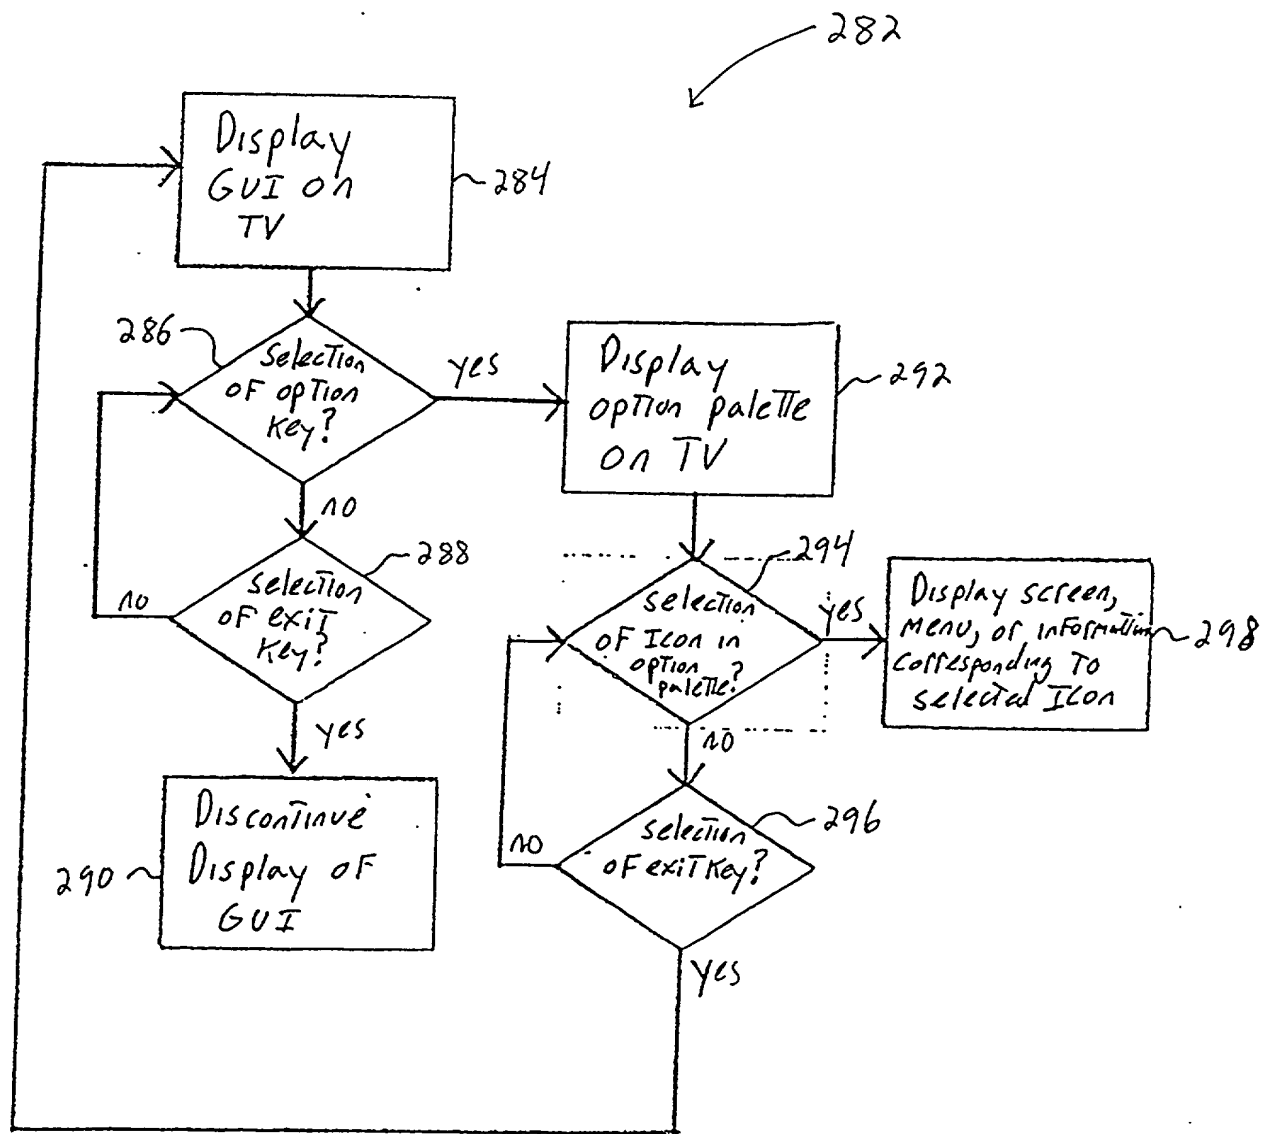 282
Display
GUI on
TV
284
286
Selection
of option
Key?
yes
no
Display
option palette
on TV
292
288
Selection
of exit
Key?
no
yes
294
Selection
of Icon in
option
palette?
yes
no
Display screen,
menu, or information
corresponding to
selected Icon
298
290
Discontinue
Display of
GUI
296
Selection
of exit Key?
no
yes